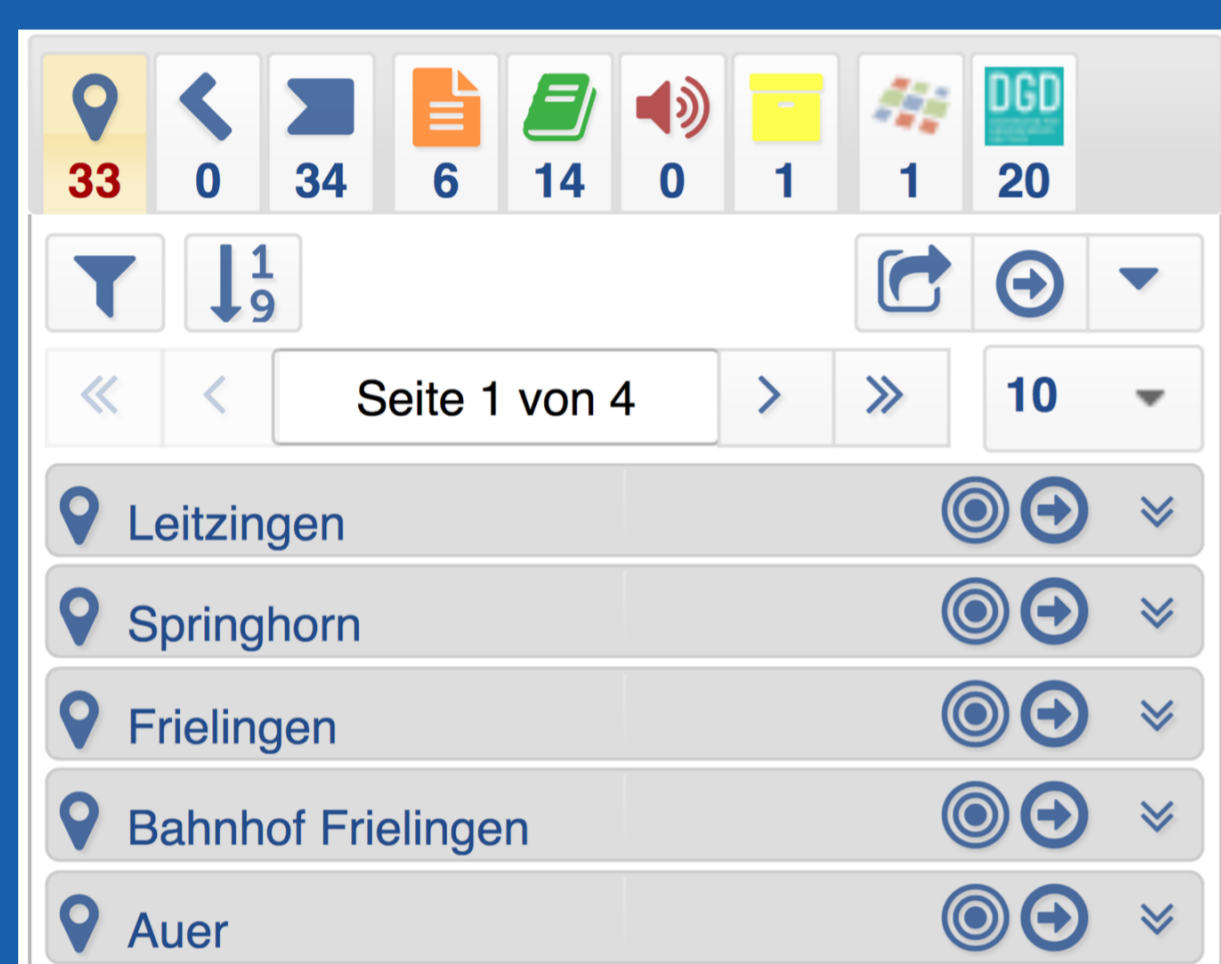 DGD
33 0 34 6 14 0 1 1 20
1
9
Seite 1 von 4 10
Leitzingen
Springhorn
Frielingen
Bahnhof Frielingen
Auer